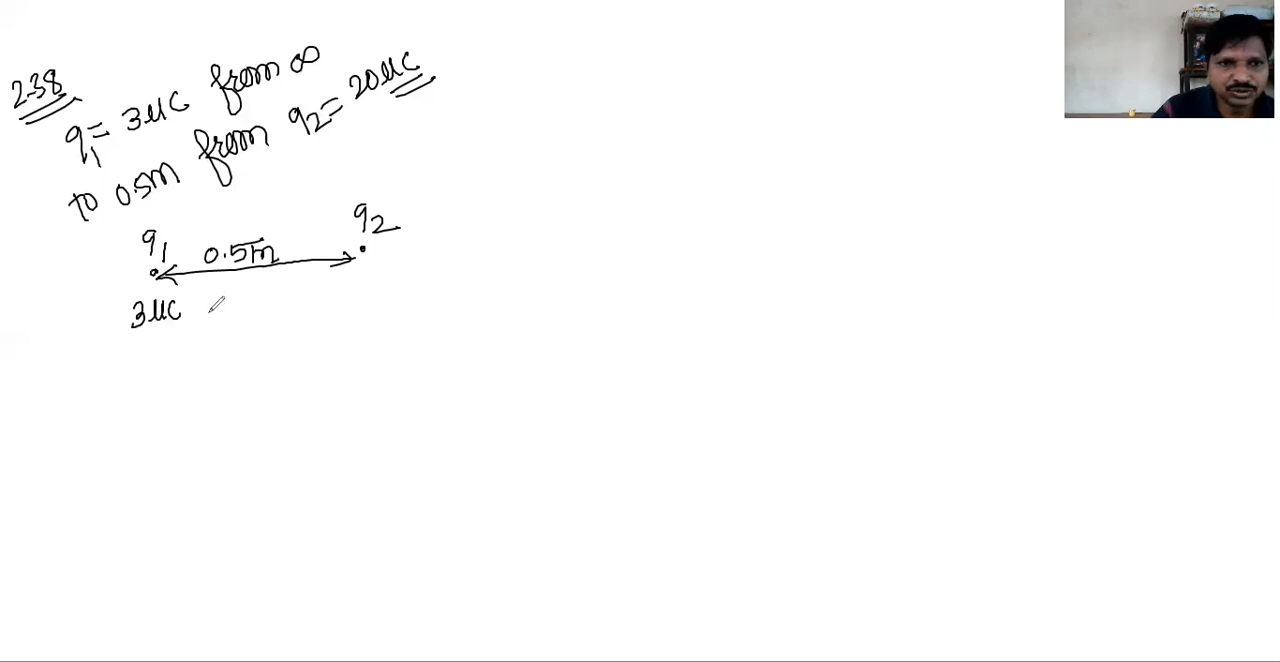 2.38
q₁ = 3μC from ∞
to 0.5m from q₂ = 20μC
q₁ 0.5m q₂
3μC